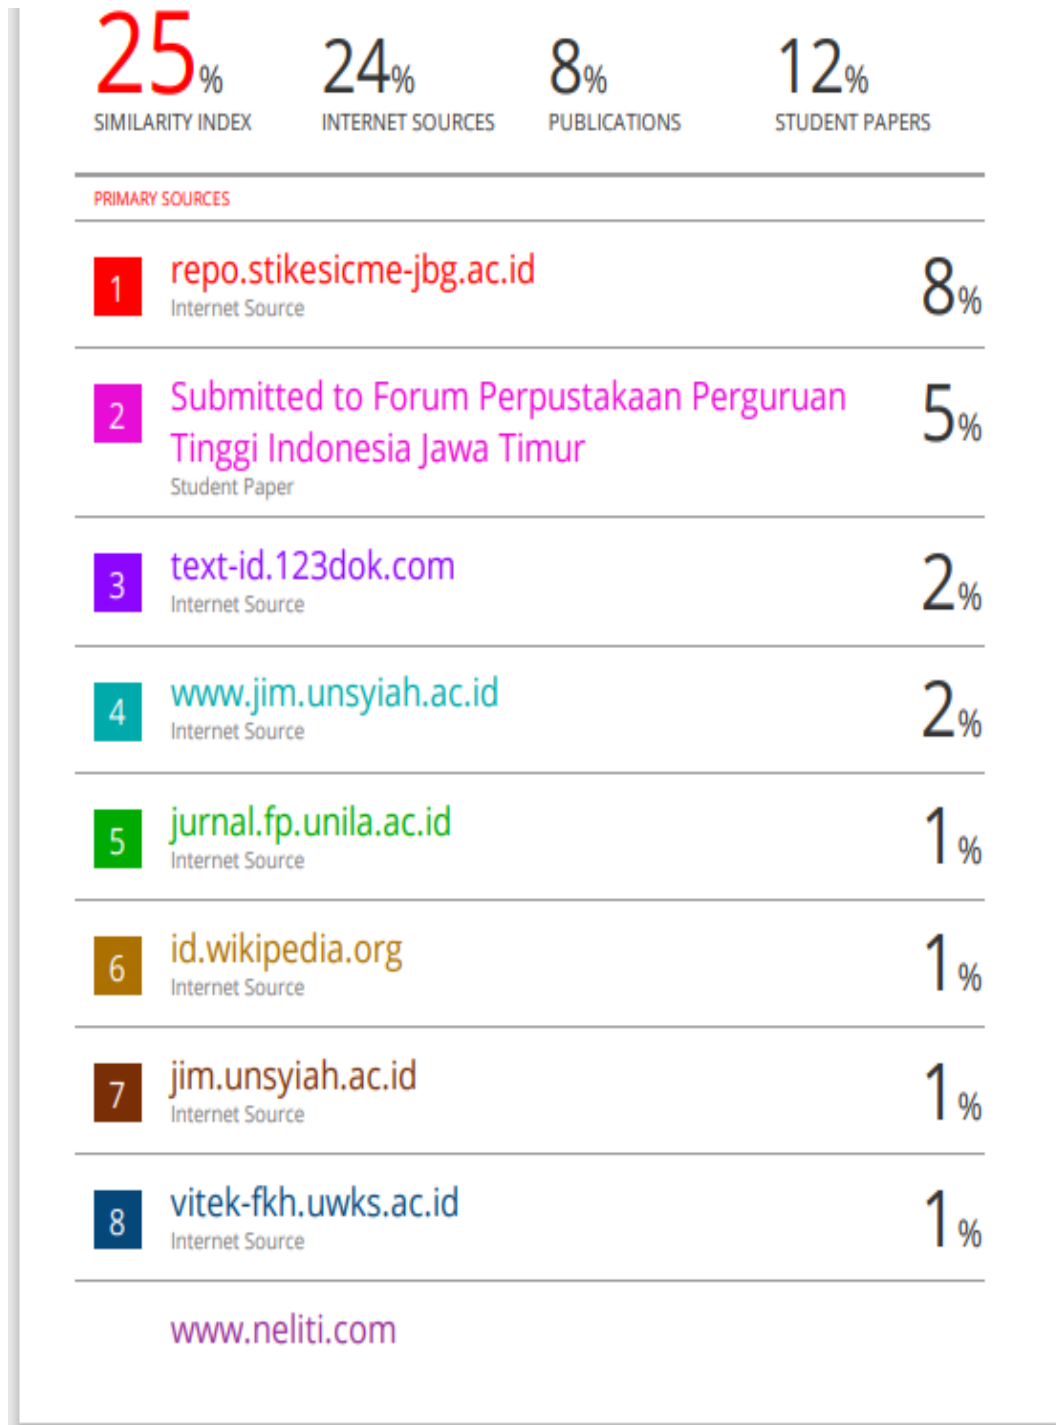 25% 24% 8% 12%
SIMILARITY INDEX INTERNET SOURCES PUBLICATIONS STUDENT PAPERS
PRIMARY SOURCES
1 repo.stikesicme-jbg.ac.id 8%
Internet Source
2 Submitted to Forum Perpustakaan Perguruan 5%
Tinggi Indonesia Jawa Timur
Student Paper
3 text-id.123dok.com 2%
Internet Source
4 www.jim.unsyiah.ac.id 2%
Internet Source
5 jurnal.fp.unila.ac.id 1%
Internet Source
6 id.wikipedia.org 1%
Internet Source
7 jim.unsyiah.ac.id 1%
Internet Source
8 vitek-fkh.uwks.ac.id 1%
Internet Source
www.neliti.com